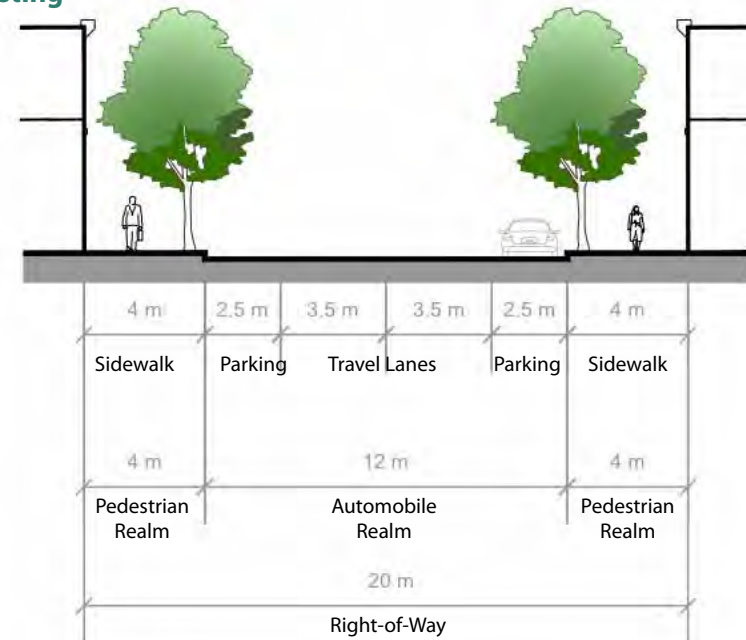 4 m 2.5 m 3.5 m 3.5 m 2.5 m 4 m
Sidewalk Parking Travel Lanes Parking Sidewalk
4 m 12 m 4 m
Pedestrian Automobile Pedestrian
Realm Realm Realm
20 m
Right-of-Way